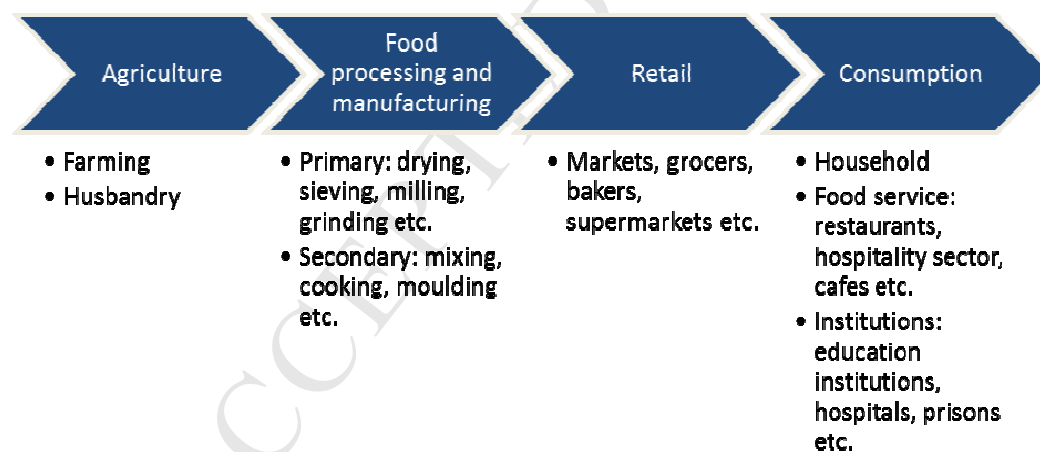 Agriculture
Food
processing and
manufacturing
Retail
Consumption
• Farming
• Husbandry
• Primary: drying,
sieving, milling,
grinding etc.
• Secondary: mixing,
cooking, moulding
etc.
• Markets, grocers,
bakers,
supermarkets etc.
• Household
• Food service:
restaurants,
hospitality sector,
cafes etc.
• Institutions:
education
institutions,
hospitals, prisons
etc.
CCEPT